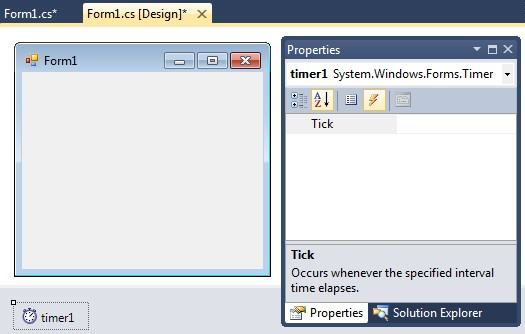 Form1.cs*
Form1.cs [Design]*
Form1
Properties
timer1 System.Windows.Forms.Timer
A
Z
Tick
Tick
Occurs whenever the specified interval
time elapses.
Properties
Solution Explorer
timer1